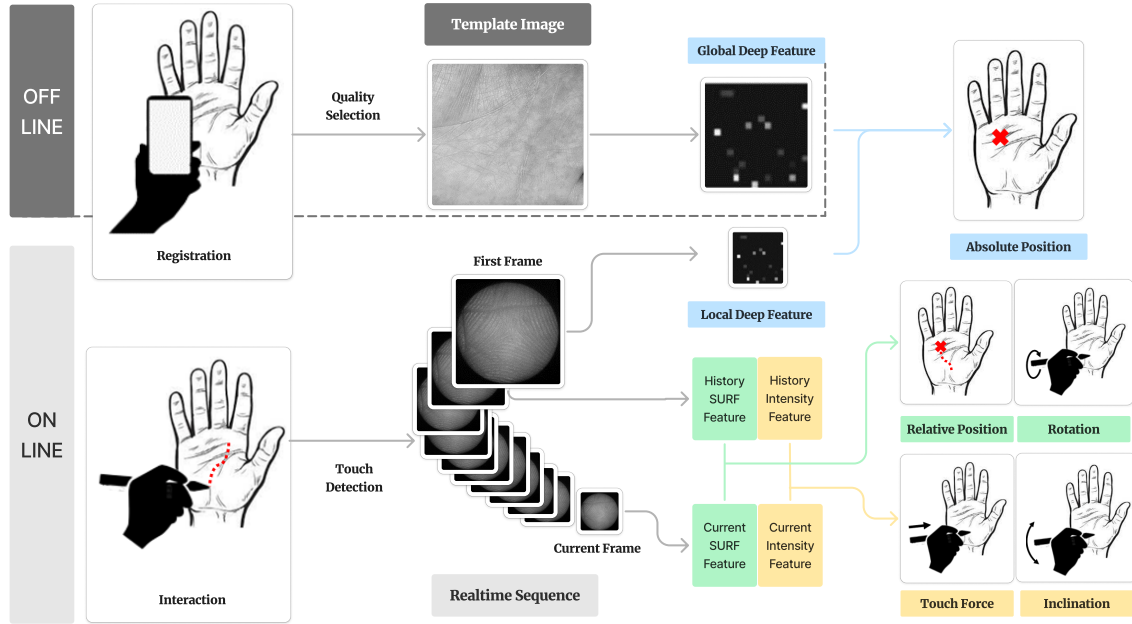 OFF
LINE
Registration
Quality
Selection
Template Image
Global Deep Feature
Absolute Position
ON
LINE
Interaction
Touch
Detection
First Frame
Current Frame
Realtime Sequence
Local Deep Feature
History
SURF
Feature
History
Intensity
Feature
Current
SURF
Feature
Current
Intensity
Feature
Relative Position
Rotation
Touch Force
Inclination